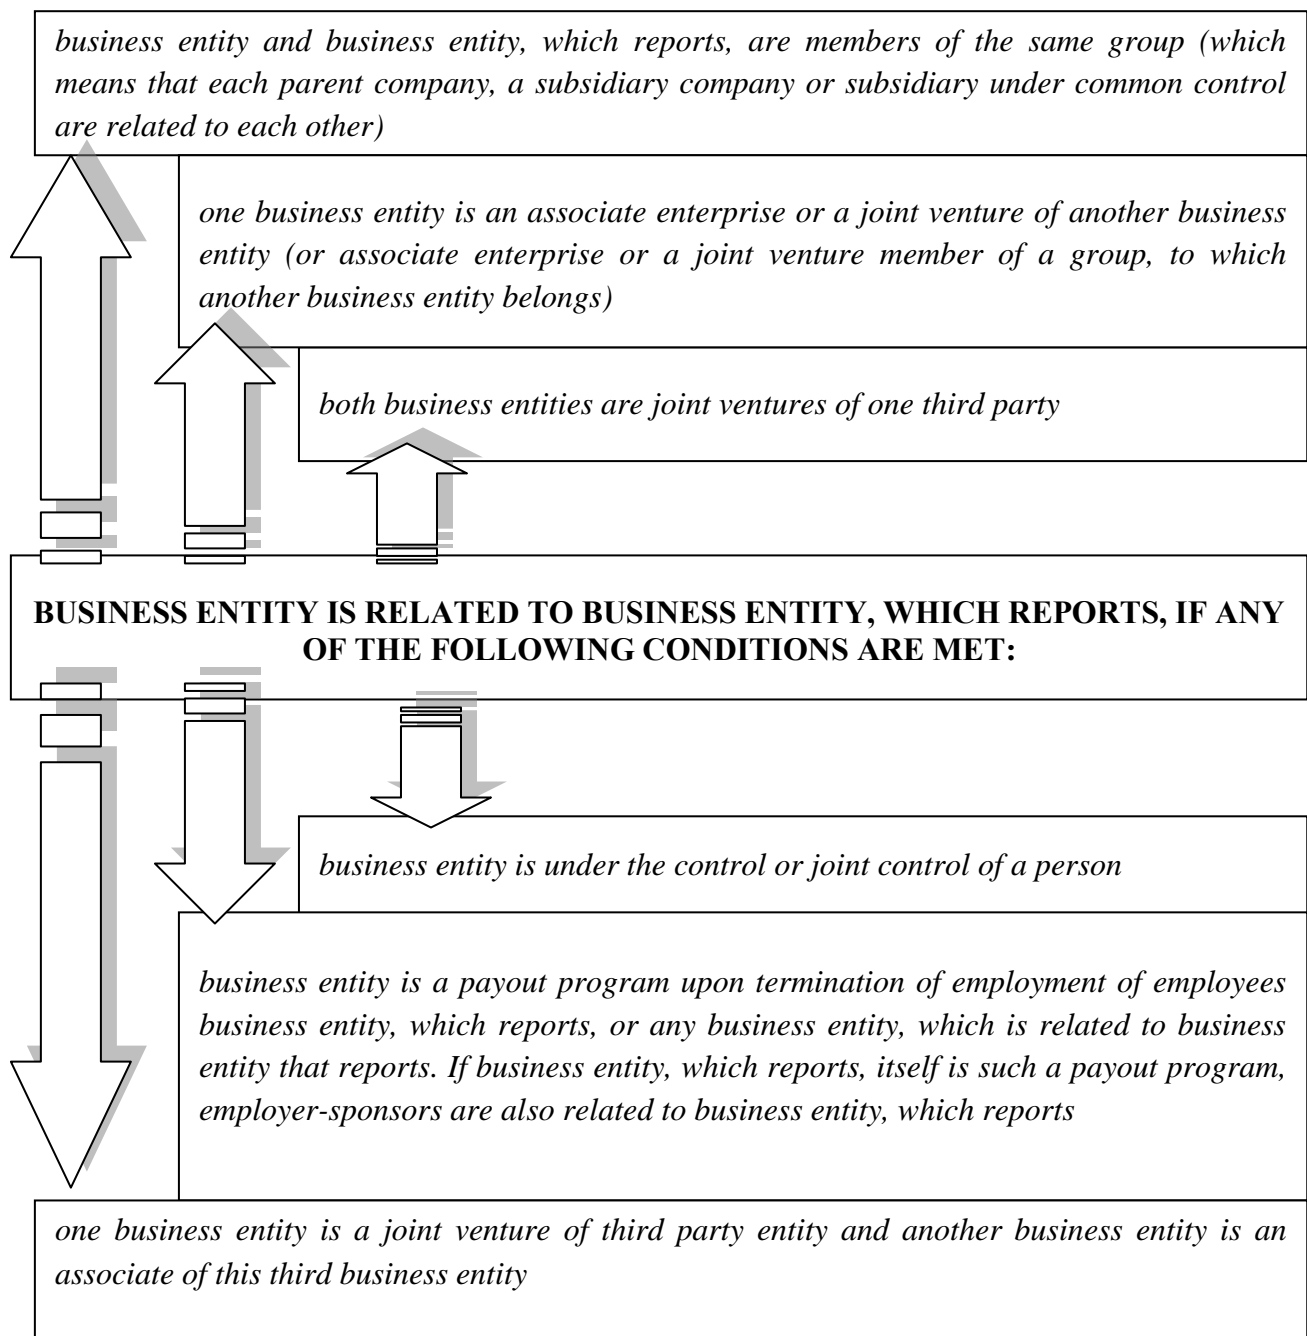 business entity and business entity, which reports, are members of the same group (which
means that each parent company, a subsidiary company or subsidiary under common control
are related to each other)
one business entity is an associate enterprise or a joint venture of another business
entity (or associate enterprise or a joint venture member of a group, to which
another business entity belongs)
both business entities are joint ventures of one third party
BUSINESS ENTITY IS RELATED TO BUSINESS ENTITY, WHICH REPORTS, IF ANY
OF THE FOLLOWING CONDITIONS ARE MET:
business entity is under the control or joint control of a person
business entity is a payout program upon termination of employment of employees
business entity, which reports, or any business entity, which is related to business
entity that reports. If business entity, which reports, itself is such a payout program,
employer-sponsors are also related to business entity, which reports
one business entity is a joint venture of third party entity and another business entity is an
associate of this third business entity